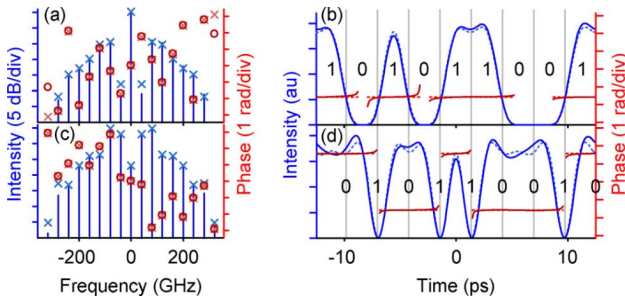 (a)
(b)
1 0 1 0 1 1 0 0 1
(c)
(d)
0 1 0 1 0 1 0 0 1 0
Intensity (5 dB/div)
Phase (1 rad/div)
Intensity (au)
Phase (1 rad/div)
-200 0 200
-10 0 10
Frequency (GHz)
Time (ps)